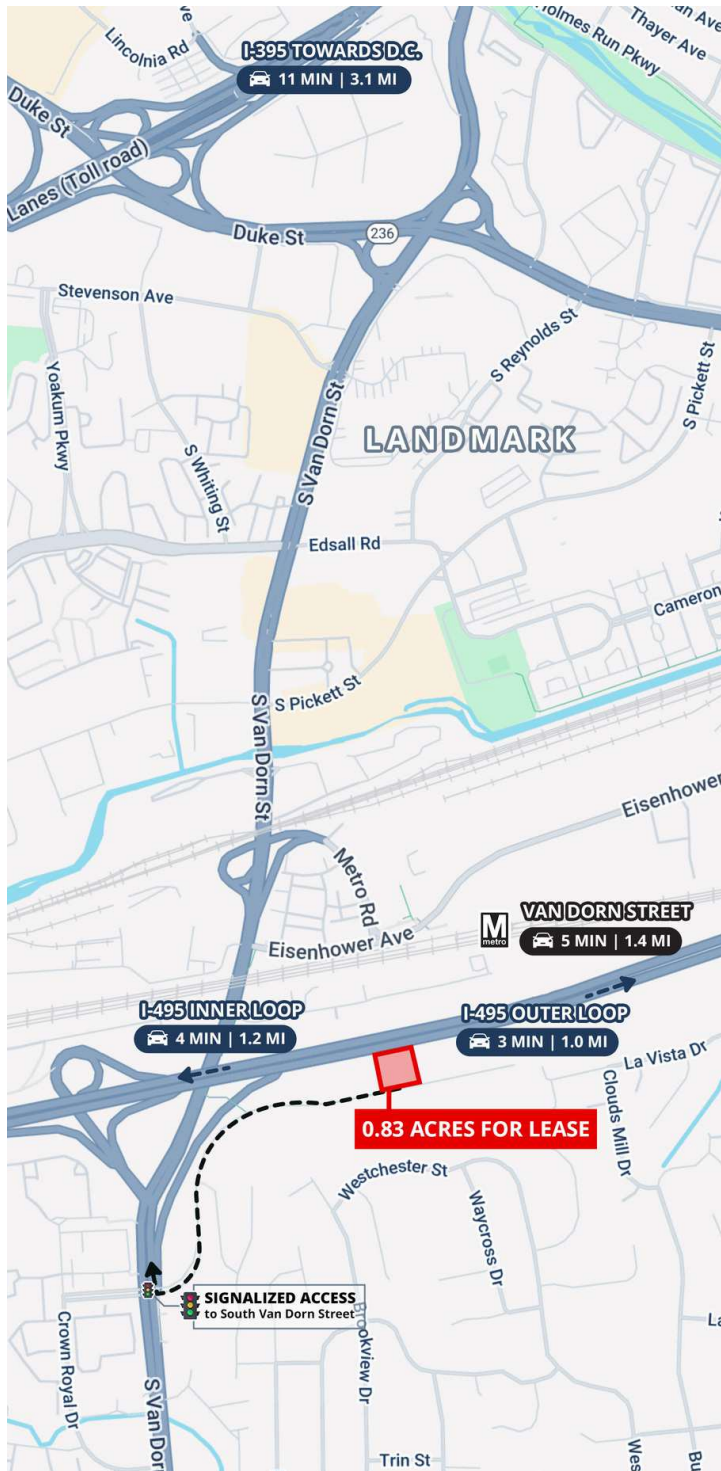 Lincolnia Rd
I-395 TOWARDS D.C.
11 MIN | 3.1 MI
Holmes Run Pkwy
Thayer Ave
Duke St
Lanes (Toll road)
Duke St
236
Stevenson Ave
S Reynolds St
S Pickett St
Yoakum Pkwy
S Whiting St
S Van Dorn St
LANDMARK
Edsall Rd
Cameron
S Pickett St
S Van Dorn St
Eisenhower
Metro Rd
Eisenhower Ave
M
metro
VAN DORN STREET
5 MIN | 1.4 MI
I-495 INNER LOOP
4 MIN | 1.2 MI
I-495 OUTER LOOP
3 MIN | 1.0 MI
La Vista Dr
Clouds Mill Dr
0.83 ACRES FOR LEASE
Westchester St
Waycross Dr
SIGNALIZED ACCESS
to South Van Dorn Street
Brookview Dr
Crown Royal Dr
S Van Dorn
Trin St